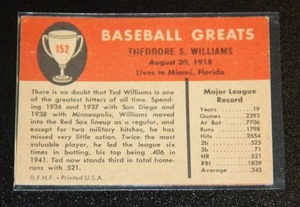 152
BASEBALL GREATS
THEODORE S. WILLIAMS
August 30, 1918
Lives in Miami, Florida
There is no doubt that Ted Williams is one
of the greatest hitters of all time. Spend-
ing 1936 and 1937 with San Diego and
1938 with Minneapolis, Williams moved
into the Red Sox lineup as a regular, and
except for two military hitches, he has
missed very little action. Twice the most
valuable player, he led the league in batting
on six occasions, his top being .406 in
1941. Ted now stands third in total home-
runs with 521.
© F.H.F. • Printed U.S.A.
Major League
Record
Years 19
Games 2292
At Bat 7706
Runs 1798
Hits 2654
2b 525
3b 71
HR 521
RBI 1839
Average .343